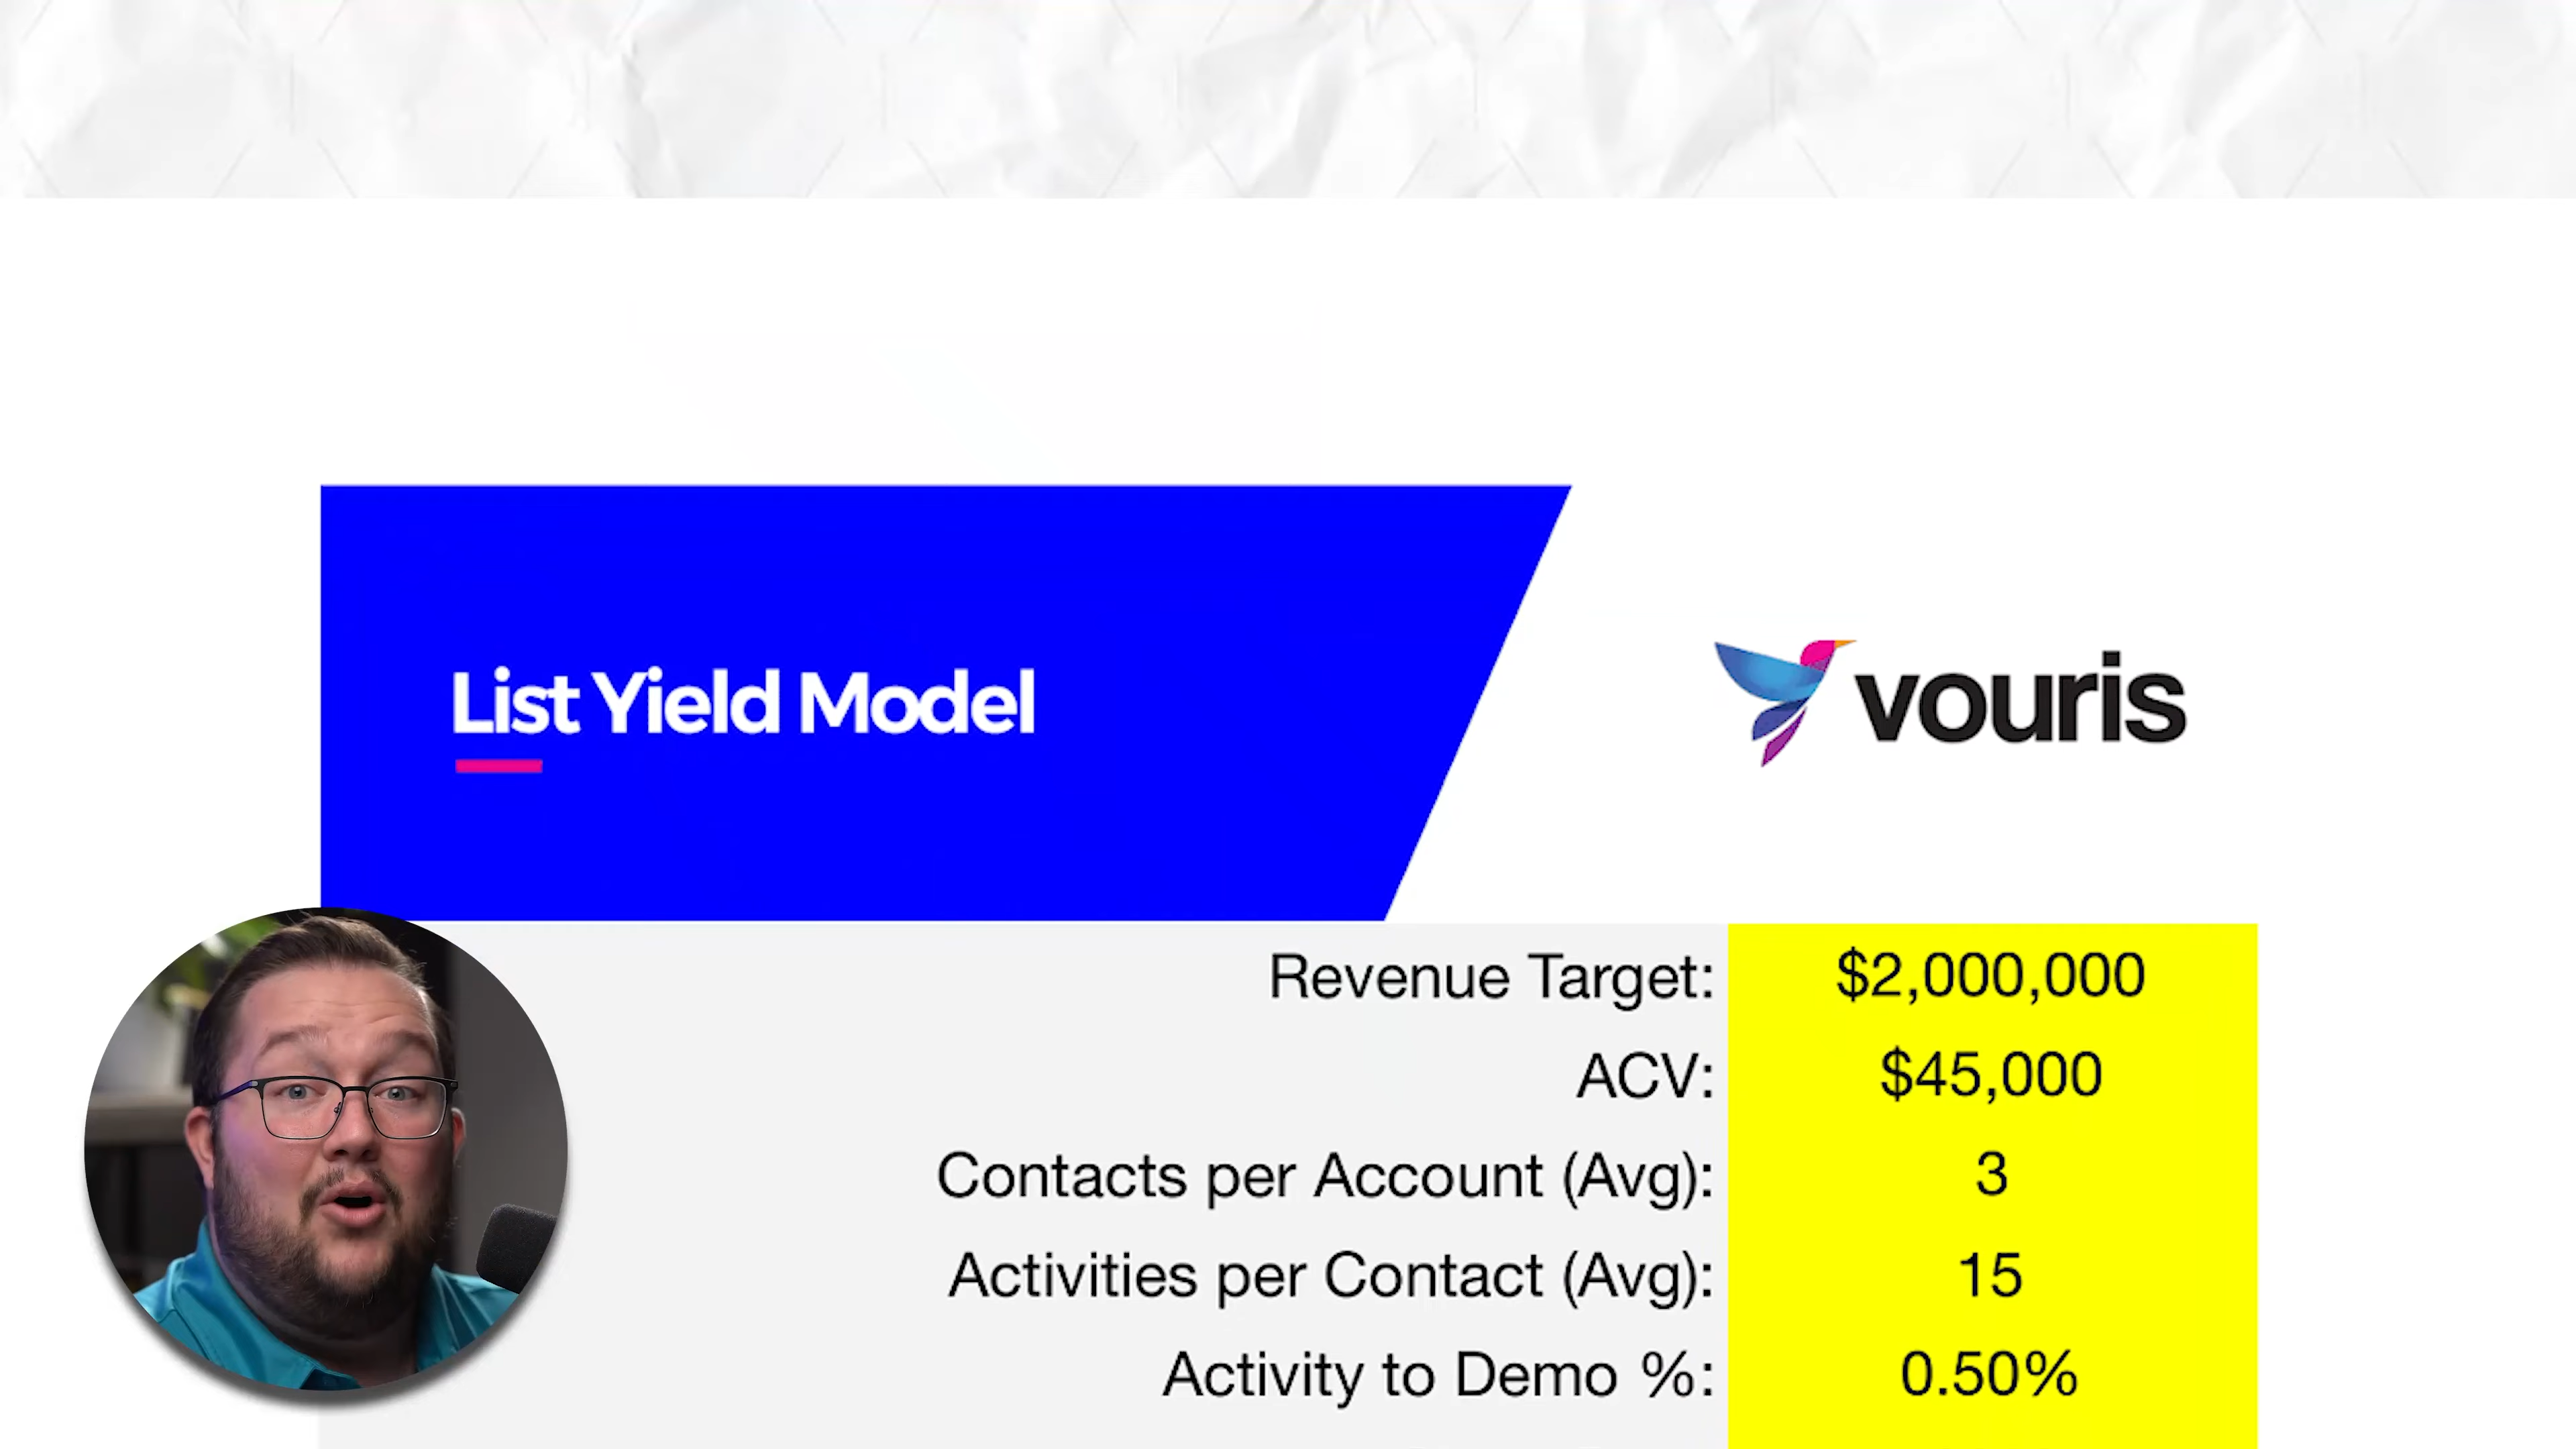 List Yield Model
vouris
Revenue Target: $2,000,000
ACV: $45,000
Contacts per Account (Avg): 3
Activities per Contact (Avg): 15
Activity to Demo %: 0.50%